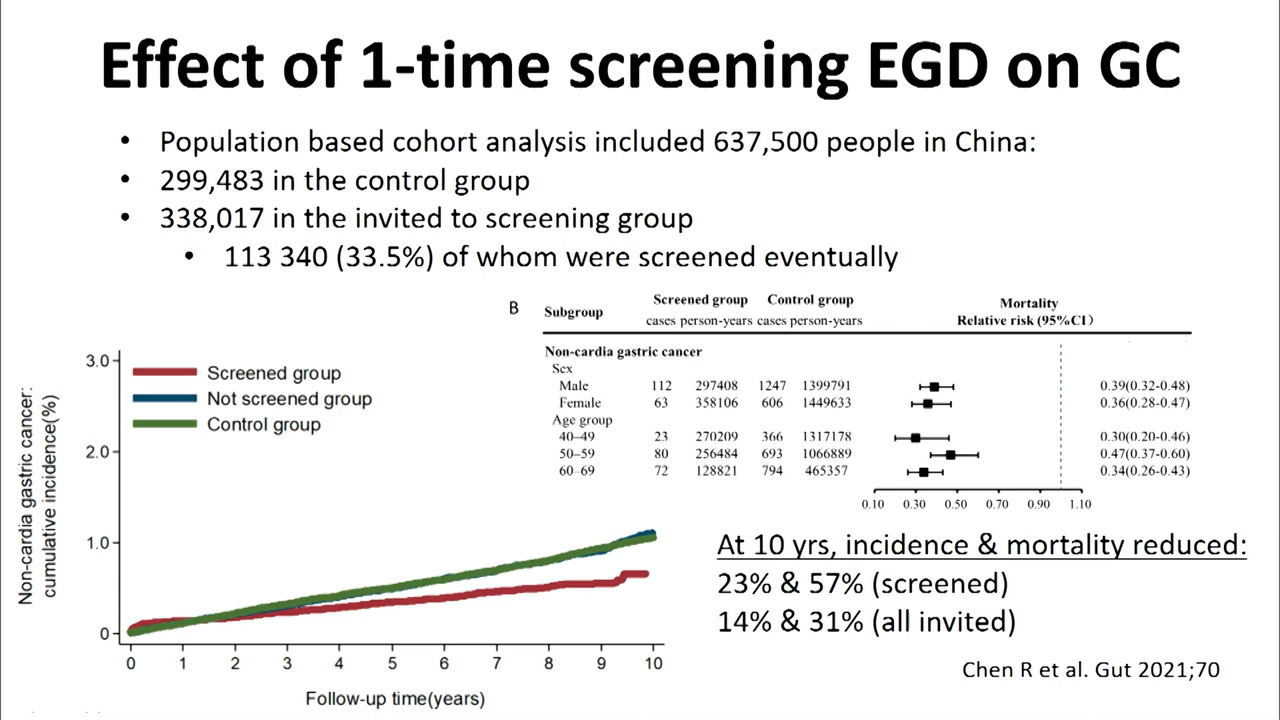 Effect of 1-time screening EGD on GC
• Population based cohort analysis included 637,500 people in China:
• 299,483 in the control group
• 338,017 in the invited to screening group
• 113 340 (33.5%) of whom were screened eventually
B
Subgroup Screened group Control group Mortality
cases person-years cases person-years Relative risk (95%CI)
Non-cardia gastric cancer
Sex
Male 112 297408 1247 1399791 0.39(0.32-0.48)
Female 63 358106 606 1449633 0.36(0.28-0.47)
Age group
40–49 23 270209 366 1317178 0.30(0.20-0.46)
50–59 80 256484 693 1066889 0.47(0.37-0.60)
60–69 72 128821 794 465357 0.34(0.26-0.43)
0.10 0.30 0.50 0.70 0.90 1.10
Non-cardia gastric cancer:
cumulative incidence(%)
3.0
2.0
1.0
0
Screened group
Not screened group
Control group
0 1 2 3 4 5 6 7 8 9 10
Follow-up time(years)
At 10 yrs, incidence & mortality reduced:
23% & 57% (screened)
14% & 31% (all invited)
Chen R et al. Gut 2021;70